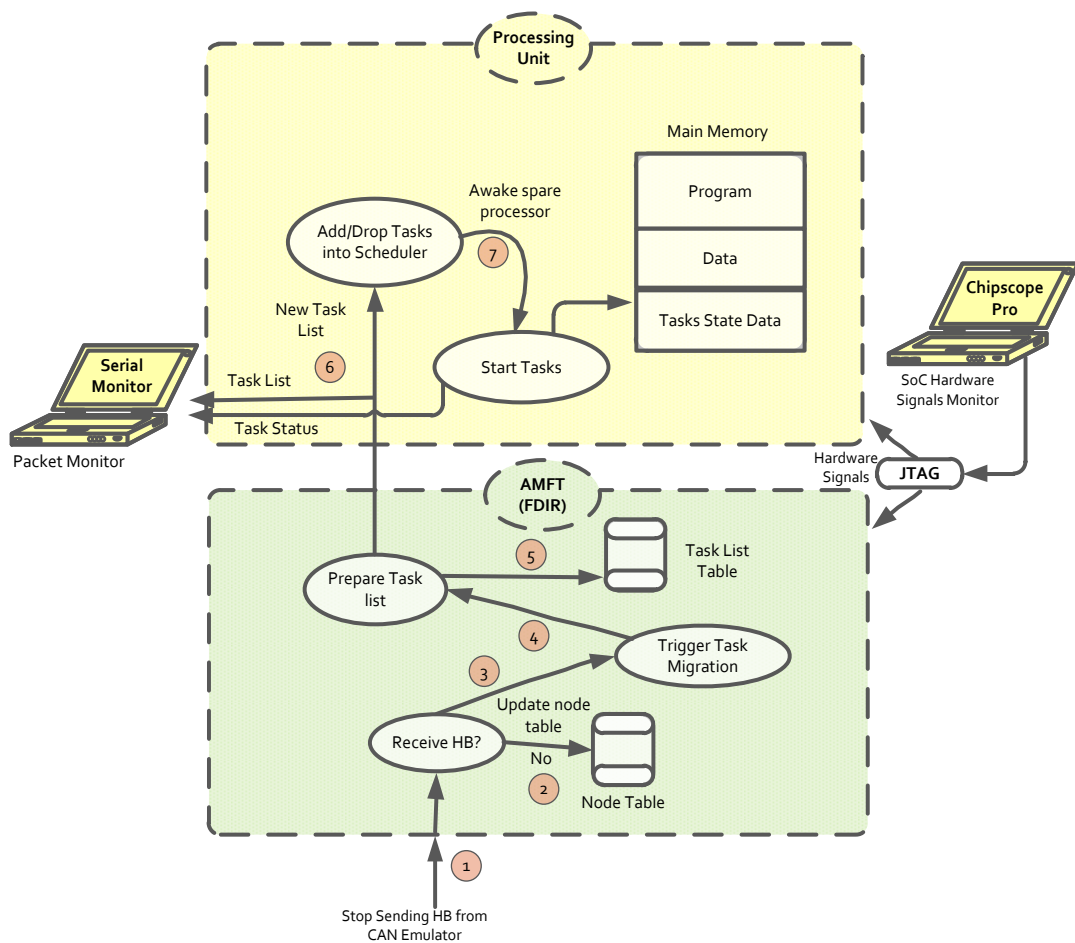 Processing
Unit
Main Memory
Program
Data
Tasks State Data
Awake spare
processor
7
Add/Drop Tasks
into Scheduler
New Task
List
6
Start Tasks
Task List
Task Status
Serial
Monitor
Packet Monitor
Chipscope
Pro
SoC Hardware
Signals Monitor
Hardware
Signals
JTAG
AMFT
(FDIR)
5
Task List
Table
Prepare Task
list
4
Trigger Task
Migration
3
Update node
table
Receive HB?
No
2
Node Table
1
Stop Sending HB from
CAN Emulator